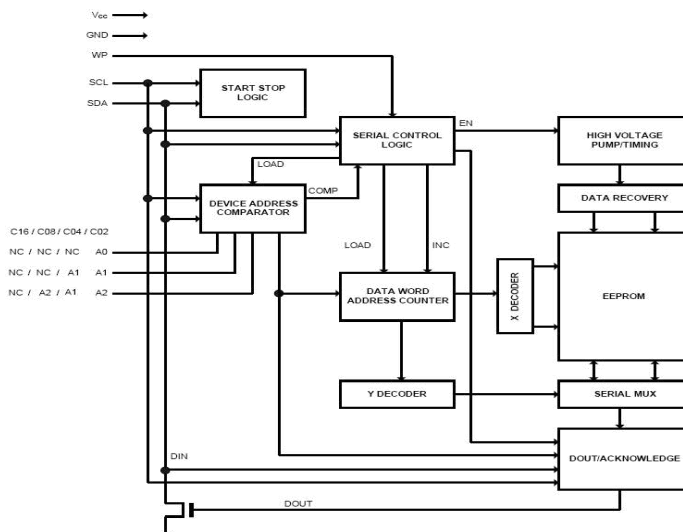 Vcc
GND
WP
SCL
SDA
START STOP
LOGIC
SERIAL CONTROL
LOGIC
EN
HIGH VOLTAGE
PUMP/TIMING
LOAD
COMP
DEVICE ADDRESS
COMPARATOR
DATA RECOVERY
C16 / C08 / C04 / C02
NC / NC / NC A0
NC / NC / A1 A1
NC / A2 / A1 A2
LOAD
INC
DATA WORD
ADDRESS COUNTER
X DECODER
EEPROM
Y DECODER
SERIAL MUX
DIN
DOUT/ACKNOWLEDGE
DOUT